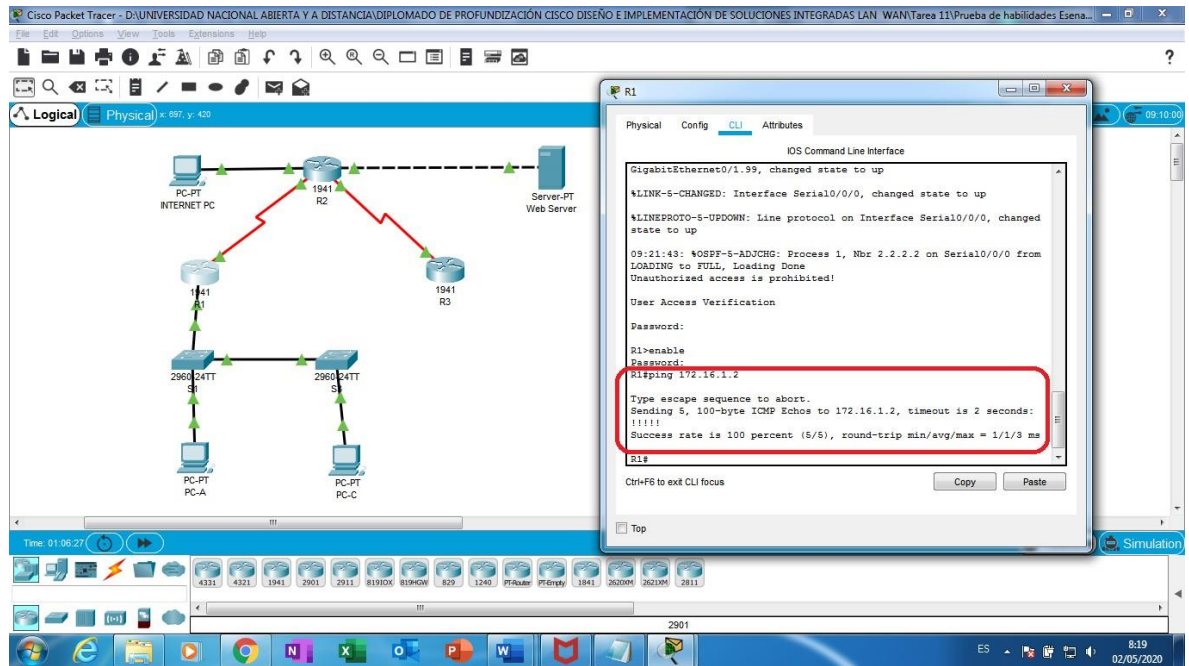 Cisco Packet Tracer - D:\UNIVERSIDAD NACIONAL ABIERTA Y A DISTANCIA\DIPLOMADO DE PROFUNDIZACIÓN CISCO DISEÑO E IMPLEMENTACIÓN DE SOLUCIONES INTEGRADAS LAN WAN\Tarea 11\Prueba de habilidades Esena...
File Edit Options View Tools Extensions Help
Logical Physical x: 697, y: 420
09:10:00
PC-PT
INTERNET PC
1941
R2
Server-PT
Web Server
1941
R1
1941
R3
2960-24TT
S1
2960-24TT
PC-PT
PC-A
PC-PT
PC-C
R1
Physical Config CLI Attributes
IOS Command Line Interface
GigabitEthernet0/1.99, changed state to up
%LINK-5-CHANGED: Interface Serial0/0/0, changed state to up
%LINEPROTO-5-UPDOWN: Line protocol on Interface Serial0/0/0, changed
state to up
09:21:43: %OSPF-5-ADJCHG: Process 1, Nbr 2.2.2.2 on Serial0/0/0 from
LOADING to FULL, Loading Done
Unauthorized access is prohibited!
User Access Verification
Password:
R1>enable
Password:
R1#ping 172.16.1.2
Type escape sequence to abort.
Sending 5, 100-byte ICMP Echos to 172.16.1.2, timeout is 2 seconds:
!!!!!
Success rate is 100 percent (5/5), round-trip min/avg/max = 1/1/3 ms
R1#
Ctrl+F6 to exit CLI focus
Copy Paste
Top
Time: 01:06:27
Simulation
4331 4321 1941 2901 2911 819IOX 819HGW 829 1240 PT-Router PT-Empty 1841 2620XM 2621XM 2811
2901
ES
8:19
02/05/2020